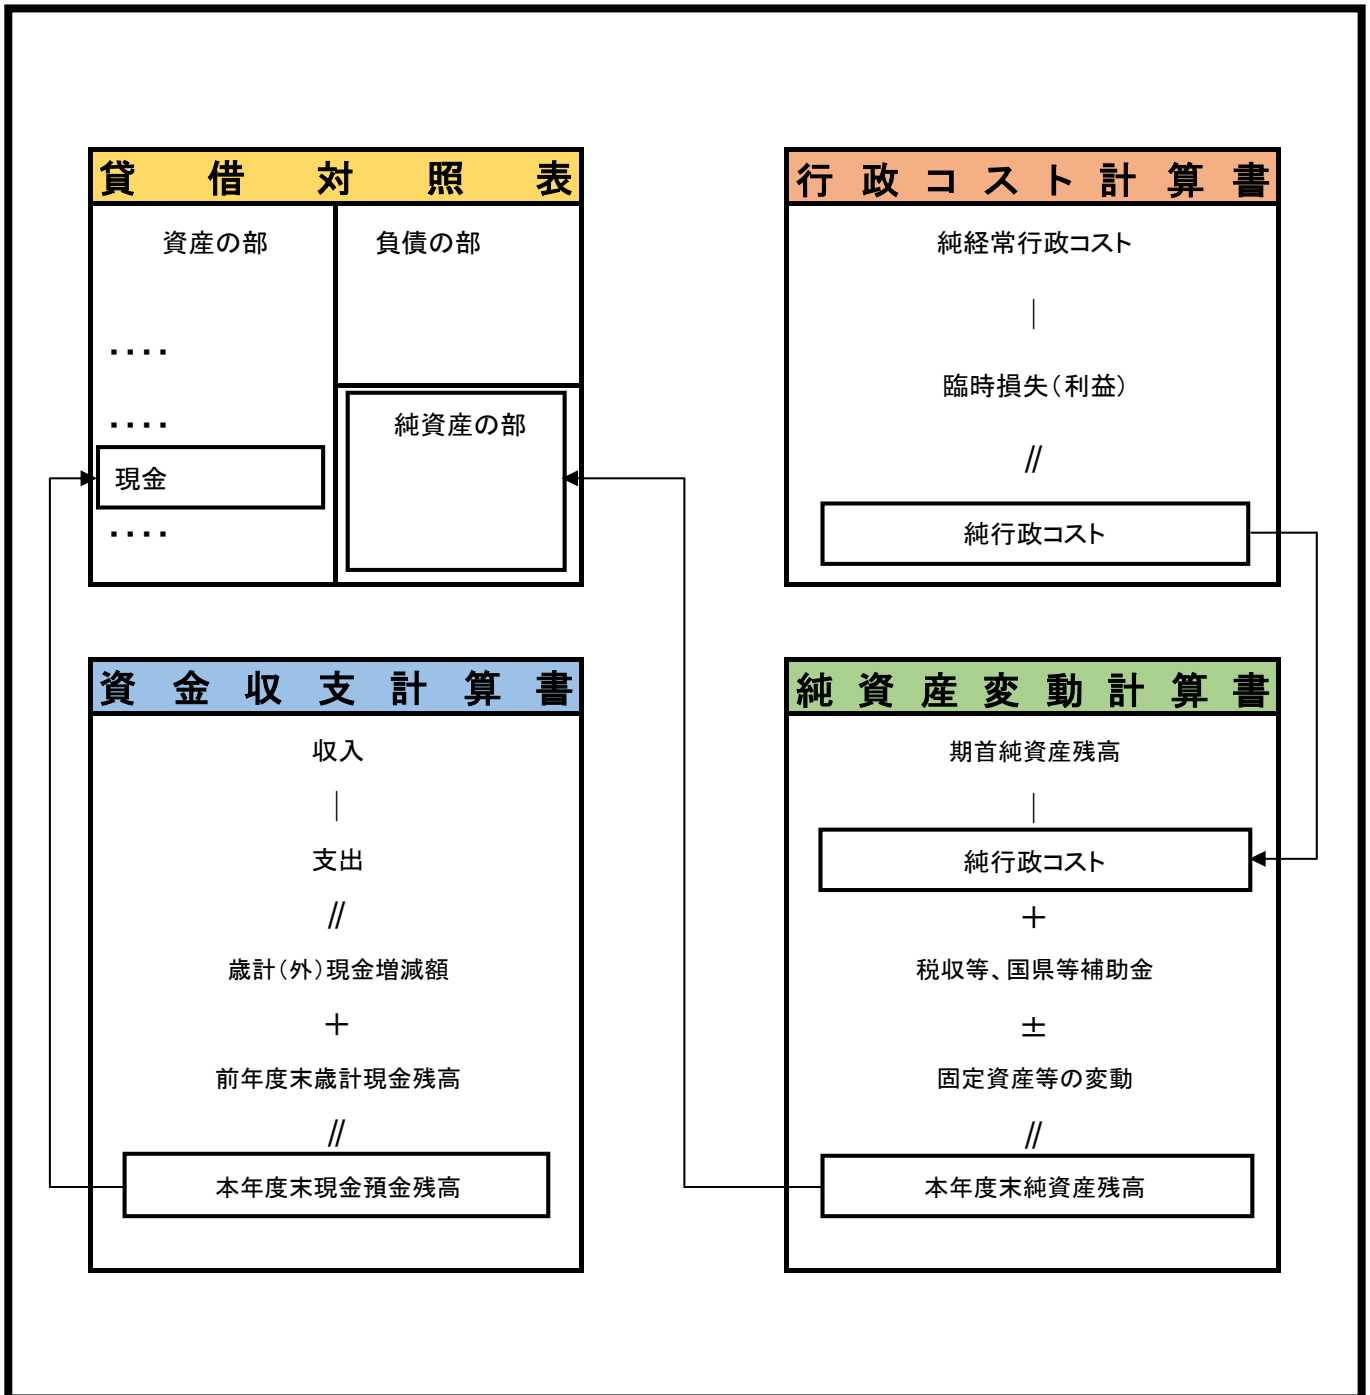 貸借対照表
資産の部
負債の部
・・・・
・・・・
純資産の部
現金
・・・・
行政コスト計算書
純経常行政コスト
｜
臨時損失（利益）
//
純行政コスト
資金収支計算書
収入
｜
支出
//
歳計（外）現金増減額
＋
前年度末歳計現金残高
//
本年度末現金預金残高
純資産変動計算書
期首純資産残高
｜
純行政コスト
＋
税収等、国県等補助金
±
固定資産等の変動
//
本年度末純資産残高